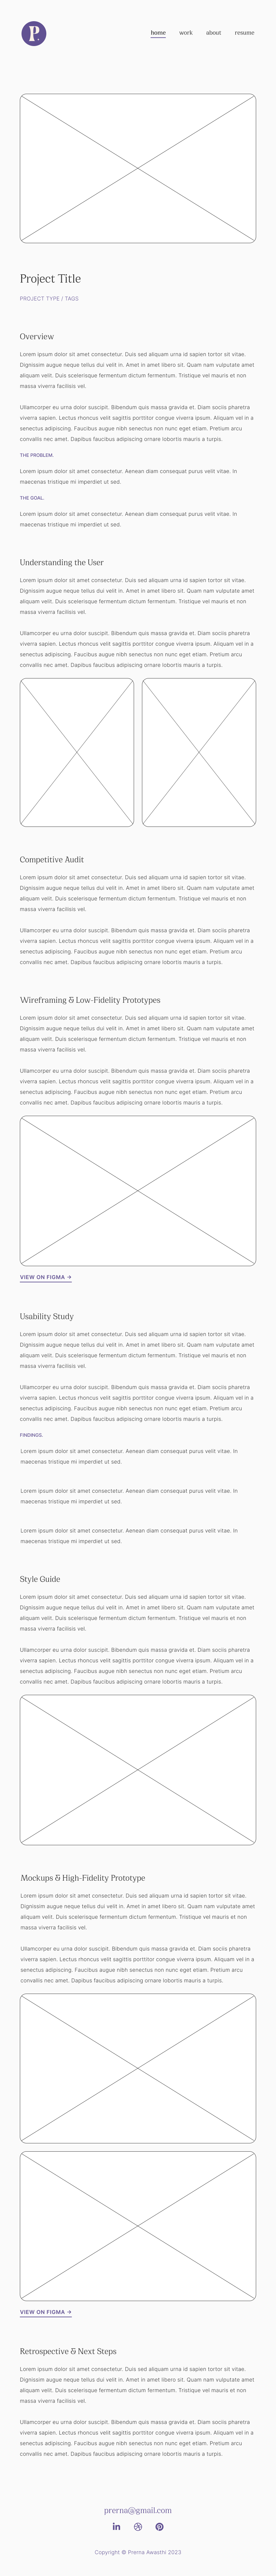 P.
home work about resume
Project Title
PROJECT TYPE / TAGS
Overview
Lorem ipsum dolor sit amet consectetur. Duis sed aliquam urna id sapien tortor sit vitae.
Dignissim augue neque tellus dui velit in. Amet in amet libero sit. Quam nam vulputate amet
aliquam velit. Duis scelerisque fermentum dictum fermentum. Tristique vel mauris et non
massa viverra facilisis vel.
Ullamcorper eu urna dolor suscipit. Bibendum quis massa gravida et. Diam sociis pharetra
viverra sapien. Lectus rhoncus velit sagittis porttitor congue viverra ipsum. Aliquam vel in a
senectus adipiscing. Faucibus augue nibh senectus non nunc eget etiam. Pretium arcu
convallis nec amet. Dapibus faucibus adipiscing ornare lobortis mauris a turpis.
THE PROBLEM.
Lorem ipsum dolor sit amet consectetur. Aenean diam consequat purus velit vitae. In
maecenas tristique mi imperdiet ut sed.
THE GOAL.
Lorem ipsum dolor sit amet consectetur. Aenean diam consequat purus velit vitae. In
maecenas tristique mi imperdiet ut sed.
Understanding the User
Lorem ipsum dolor sit amet consectetur. Duis sed aliquam urna id sapien tortor sit vitae.
Dignissim augue neque tellus dui velit in. Amet in amet libero sit. Quam nam vulputate amet
aliquam velit. Duis scelerisque fermentum dictum fermentum. Tristique vel mauris et non
massa viverra facilisis vel.
Ullamcorper eu urna dolor suscipit. Bibendum quis massa gravida et. Diam sociis pharetra
viverra sapien. Lectus rhoncus velit sagittis porttitor congue viverra ipsum. Aliquam vel in a
senectus adipiscing. Faucibus augue nibh senectus non nunc eget etiam. Pretium arcu
convallis nec amet. Dapibus faucibus adipiscing ornare lobortis mauris a turpis.
Competitive Audit
Lorem ipsum dolor sit amet consectetur. Duis sed aliquam urna id sapien tortor sit vitae.
Dignissim augue neque tellus dui velit in. Amet in amet libero sit. Quam nam vulputate amet
aliquam velit. Duis scelerisque fermentum dictum fermentum. Tristique vel mauris et non
massa viverra facilisis vel.
Ullamcorper eu urna dolor suscipit. Bibendum quis massa gravida et. Diam sociis pharetra
viverra sapien. Lectus rhoncus velit sagittis porttitor congue viverra ipsum. Aliquam vel in a
senectus adipiscing. Faucibus augue nibh senectus non nunc eget etiam. Pretium arcu
convallis nec amet. Dapibus faucibus adipiscing ornare lobortis mauris a turpis.
Wireframing & Low-Fidelity Prototypes
Lorem ipsum dolor sit amet consectetur. Duis sed aliquam urna id sapien tortor sit vitae.
Dignissim augue neque tellus dui velit in. Amet in amet libero sit. Quam nam vulputate amet
aliquam velit. Duis scelerisque fermentum dictum fermentum. Tristique vel mauris et non
massa viverra facilisis vel.
Ullamcorper eu urna dolor suscipit. Bibendum quis massa gravida et. Diam sociis pharetra
viverra sapien. Lectus rhoncus velit sagittis porttitor congue viverra ipsum. Aliquam vel in a
senectus adipiscing. Faucibus augue nibh senectus non nunc eget etiam. Pretium arcu
convallis nec amet. Dapibus faucibus adipiscing ornare lobortis mauris a turpis.
VIEW ON FIGMA →
Usability Study
Lorem ipsum dolor sit amet consectetur. Duis sed aliquam urna id sapien tortor sit vitae.
Dignissim augue neque tellus dui velit in. Amet in amet libero sit. Quam nam vulputate amet
aliquam velit. Duis scelerisque fermentum dictum fermentum. Tristique vel mauris et non
massa viverra facilisis vel.
Ullamcorper eu urna dolor suscipit. Bibendum quis massa gravida et. Diam sociis pharetra
viverra sapien. Lectus rhoncus velit sagittis porttitor congue viverra ipsum. Aliquam vel in a
senectus adipiscing. Faucibus augue nibh senectus non nunc eget etiam. Pretium arcu
convallis nec amet. Dapibus faucibus adipiscing ornare lobortis mauris a turpis.
FINDINGS.
Lorem ipsum dolor sit amet consectetur. Aenean diam consequat purus velit vitae. In
maecenas tristique mi imperdiet ut sed.
Lorem ipsum dolor sit amet consectetur. Aenean diam consequat purus velit vitae. In
maecenas tristique mi imperdiet ut sed.
Lorem ipsum dolor sit amet consectetur. Aenean diam consequat purus velit vitae. In
maecenas tristique mi imperdiet ut sed.
Style Guide
Lorem ipsum dolor sit amet consectetur. Duis sed aliquam urna id sapien tortor sit vitae.
Dignissim augue neque tellus dui velit in. Amet in amet libero sit. Quam nam vulputate amet
aliquam velit. Duis scelerisque fermentum dictum fermentum. Tristique vel mauris et non
massa viverra facilisis vel.
Ullamcorper eu urna dolor suscipit. Bibendum quis massa gravida et. Diam sociis pharetra
viverra sapien. Lectus rhoncus velit sagittis porttitor congue viverra ipsum. Aliquam vel in a
senectus adipiscing. Faucibus augue nibh senectus non nunc eget etiam. Pretium arcu
convallis nec amet. Dapibus faucibus adipiscing ornare lobortis mauris a turpis.
Mockups & High-Fidelity Prototype
Lorem ipsum dolor sit amet consectetur. Duis sed aliquam urna id sapien tortor sit vitae.
Dignissim augue neque tellus dui velit in. Amet in amet libero sit. Quam nam vulputate amet
aliquam velit. Duis scelerisque fermentum dictum fermentum. Tristique vel mauris et non
massa viverra facilisis vel.
Ullamcorper eu urna dolor suscipit. Bibendum quis massa gravida et. Diam sociis pharetra
viverra sapien. Lectus rhoncus velit sagittis porttitor congue viverra ipsum. Aliquam vel in a
senectus adipiscing. Faucibus augue nibh senectus non nunc eget etiam. Pretium arcu
convallis nec amet. Dapibus faucibus adipiscing ornare lobortis mauris a turpis.
VIEW ON FIGMA →
Retrospective & Next Steps
Lorem ipsum dolor sit amet consectetur. Duis sed aliquam urna id sapien tortor sit vitae.
Dignissim augue neque tellus dui velit in. Amet in amet libero sit. Quam nam vulputate amet
aliquam velit. Duis scelerisque fermentum dictum fermentum. Tristique vel mauris et non
massa viverra facilisis vel.
Ullamcorper eu urna dolor suscipit. Bibendum quis massa gravida et. Diam sociis pharetra
viverra sapien. Lectus rhoncus velit sagittis porttitor congue viverra ipsum. Aliquam vel in a
senectus adipiscing. Faucibus augue nibh senectus non nunc eget etiam. Pretium arcu
convallis nec amet. Dapibus faucibus adipiscing ornare lobortis mauris a turpis.
prerna@gmail.com
in
Copyright © Prerna Awasthi 2023